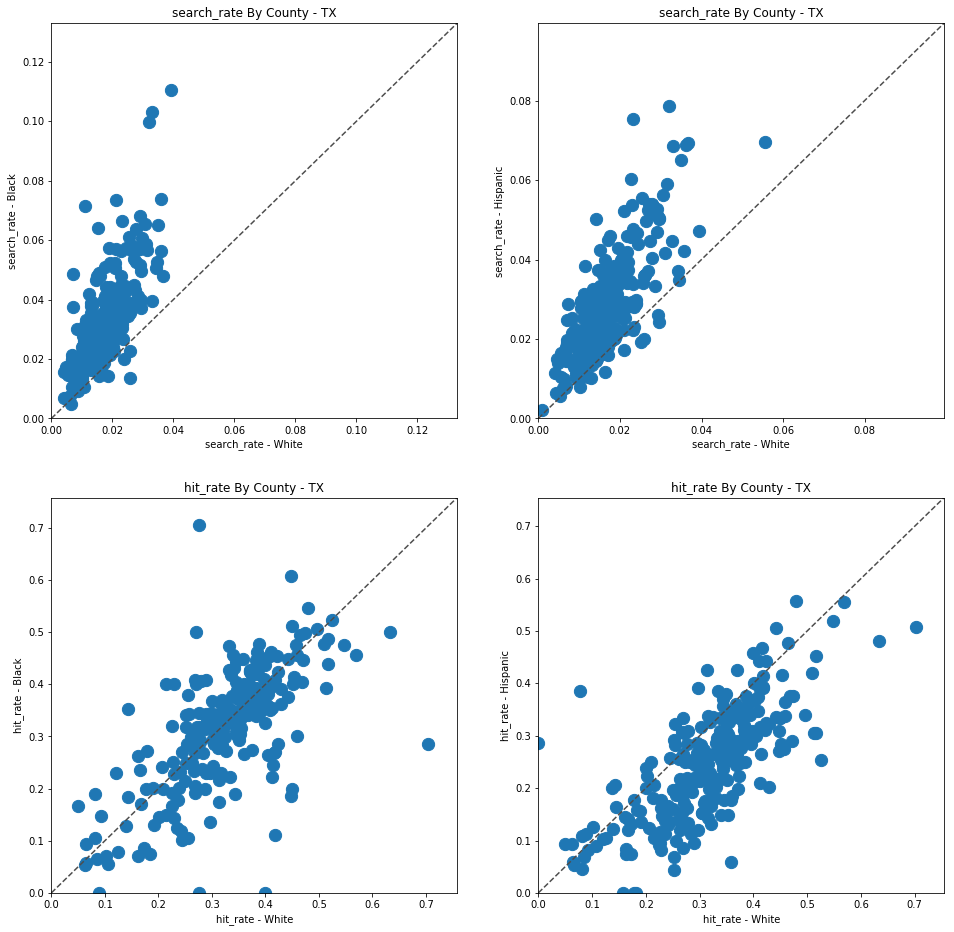 search_rate By County - TX
0.12
0.10
0.08
0.06
0.04
0.02
0.00
search_rate - Black
0.00 0.02 0.04 0.06 0.08 0.10 0.12
search_rate - White
search_rate By County - TX
0.08
0.06
0.04
0.02
0.00
search_rate - Hispanic
0.00 0.02 0.04 0.06 0.08
search_rate - White
hit_rate By County - TX
0.7
0.6
0.5
0.4
0.3
0.2
0.1
0.0
hit_rate - Black
0.0 0.1 0.2 0.3 0.4 0.5 0.6 0.7
hit_rate - White
hit_rate By County - TX
0.7
0.6
0.5
0.4
0.3
0.2
0.1
0.0
hit_rate - Hispanic
0.0 0.1 0.2 0.3 0.4 0.5 0.6 0.7
hit_rate - White